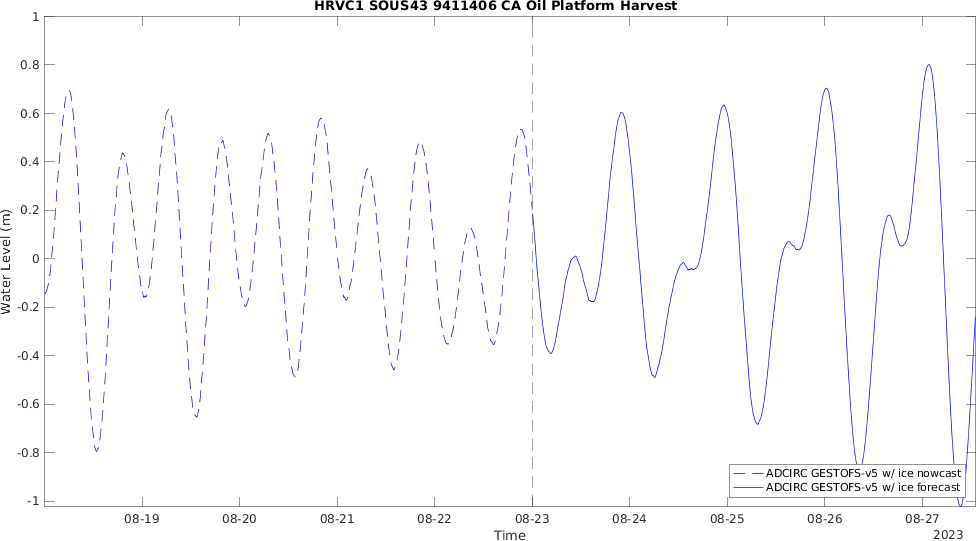 HRVC1 SOUS43 9411406 CA Oil Platform Harvest
1
0.8
0.6
0.4
0.2
0
-0.2
-0.4
-0.6
-0.8
-1
Water Level (m)
ADCIRC GESTOFS-v5 w/ ice nowcast
ADCIRC GESTOFS-v5 w/ ice forecast
08-19 08-20 08-21 08-22 08-23 08-24 08-25 08-26 08-27
Time
2023